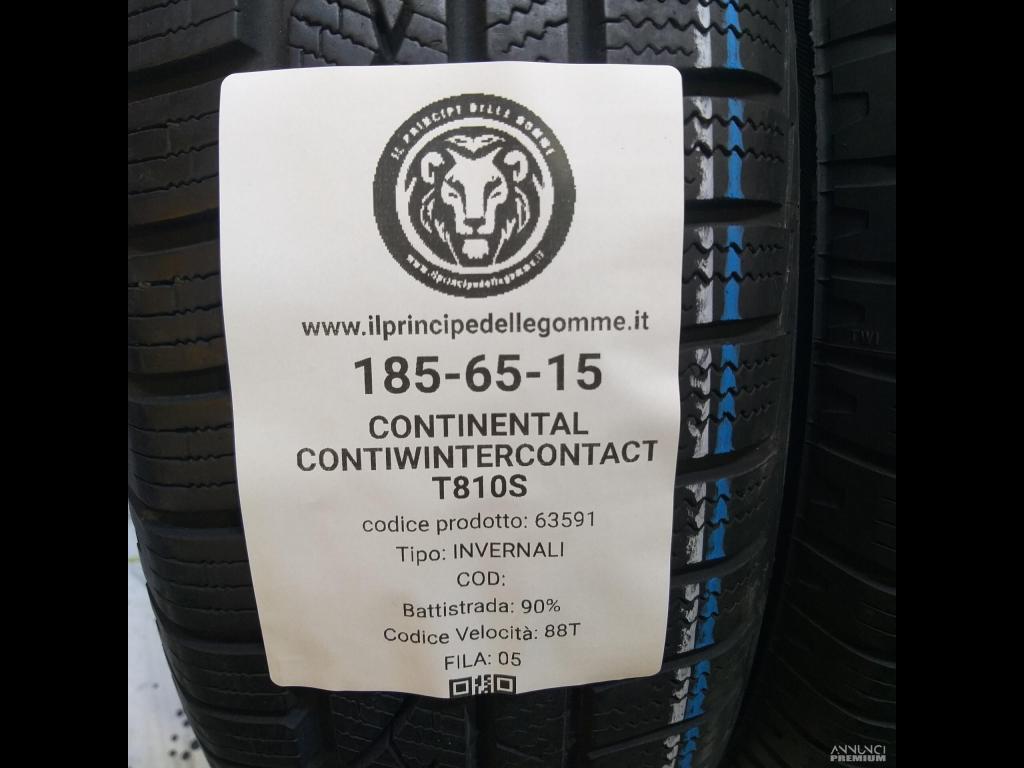 IL PRINCIPE DELLE GOMME
www.ilprincipedellegomme.it
www.ilprincipedellegomme.it
185-65-15
CONTINENTAL
CONTIWINTERCONTACT
T810S
codice prodotto: 63591
Tipo: INVERNALI
COD:
Battistrada: 90%
Codice Velocità: 88T
FILA: 05
TWI
ANNUNCI
PREMIUM